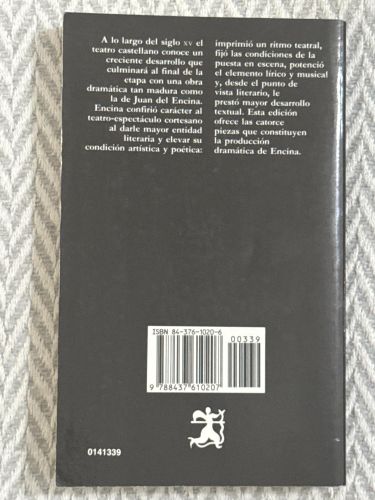 A lo largo del siglo XV el
teatro castellano conoce un
creciente desarrollo que
culminará al final de la
etapa con una obra
dramática tan madura como
la de Juan del Encina.
Encina confirió carácter al
teatro-espectáculo cortesano
al darle mayor entidad
literaria y elevar su
condición artística y poética:
imprimió un ritmo teatral,
fijó las condiciones de la
puesta en escena, potenció
el elemento lírico y musical
y, desde el punto de
vista literario, le
prestó mayor desarrollo
textual. Esta edición
ofrece las catorce
piezas que constituyen
la producción
dramática de Encina.
ISBN 84-376-1020-6
00339
9 788437 610207
0141339